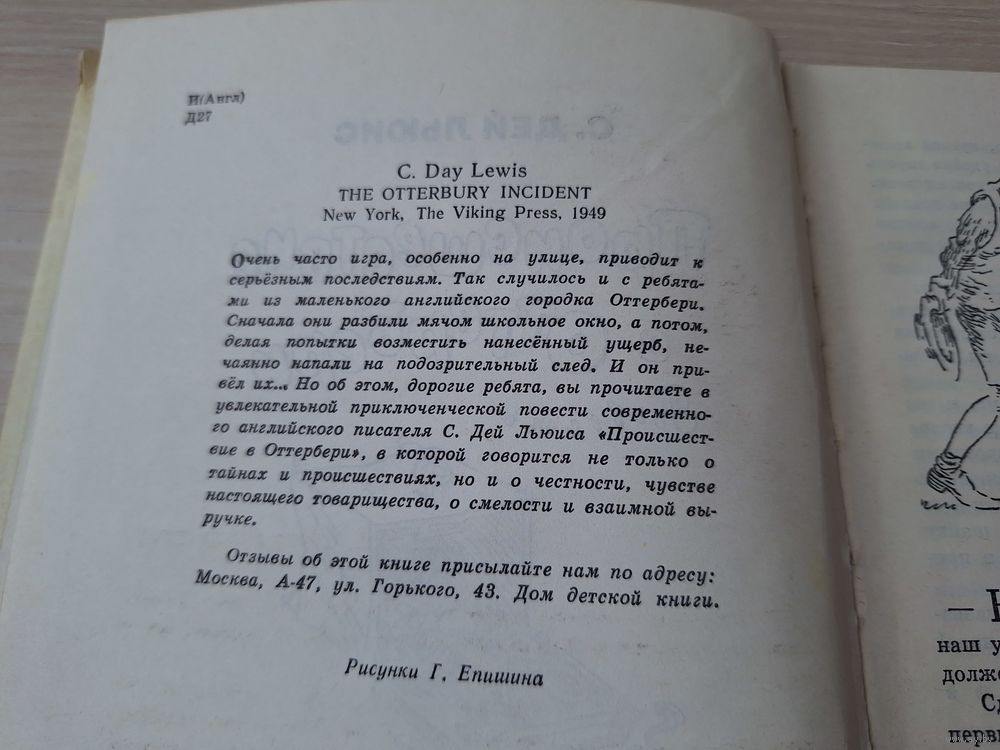 И(Англ)
Д27
C. Day Lewis
THE OTTERBURY INCIDENT
New York, The Viking Press, 1949
Очень часто игра, особенно на улице, приводит к
серьёзным последствиям. Так случилось и с ребята-
ми из маленького английского городка Оттербери.
Сначала они разбили мячом школьное окно, а потом,
делая попытки возместить нанесённый ущерб, не-
чаянно напали на подозрительный след. И он при-
вёл их... Но об этом, дорогие ребята, вы прочитаете в
увлекательной приключенческой повести современно-
го английского писателя С. Дей Льюиса «Происшест-
вие в Оттербери», в которой говорится не только о
тайнах и происшествиях, но и о честности, чувстве
настоящего товарищества, о смелости и взаимной вы-
ручке.
Отзывы об этой книге присылайте нам по адресу:
Москва, А-47, ул. Горького, 43. Дом детской книги.
Рисунки Г. Епишина
наш у
долже
Сд
первы